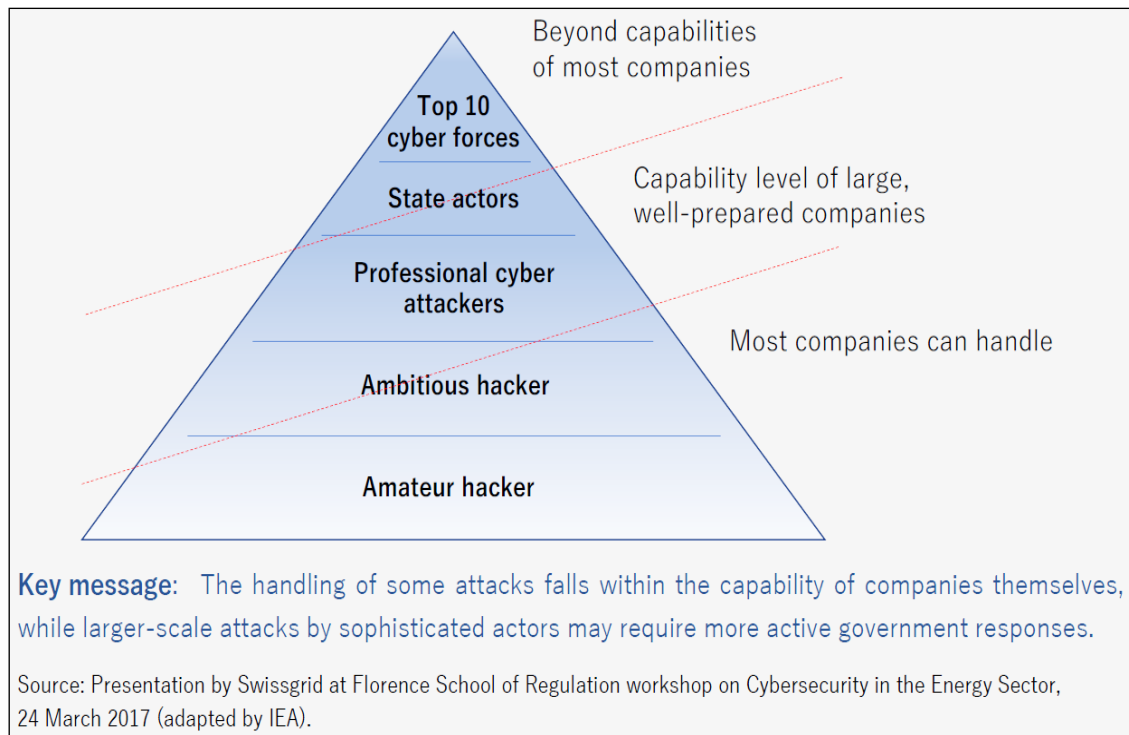 Beyond capabilities
of most companies
Top 10
cyber forces
Capability level of large,
well-prepared companies
State actors
Professional cyber
attackers
Most companies can handle
Ambitious hacker
Amateur hacker
Key message: The handling of some attacks falls within the capability of companies themselves,
while larger-scale attacks by sophisticated actors may require more active government responses.
Source: Presentation by Swissgrid at Florence School of Regulation workshop on Cybersecurity in the Energy Sector,
24 March 2017 (adapted by IEA).